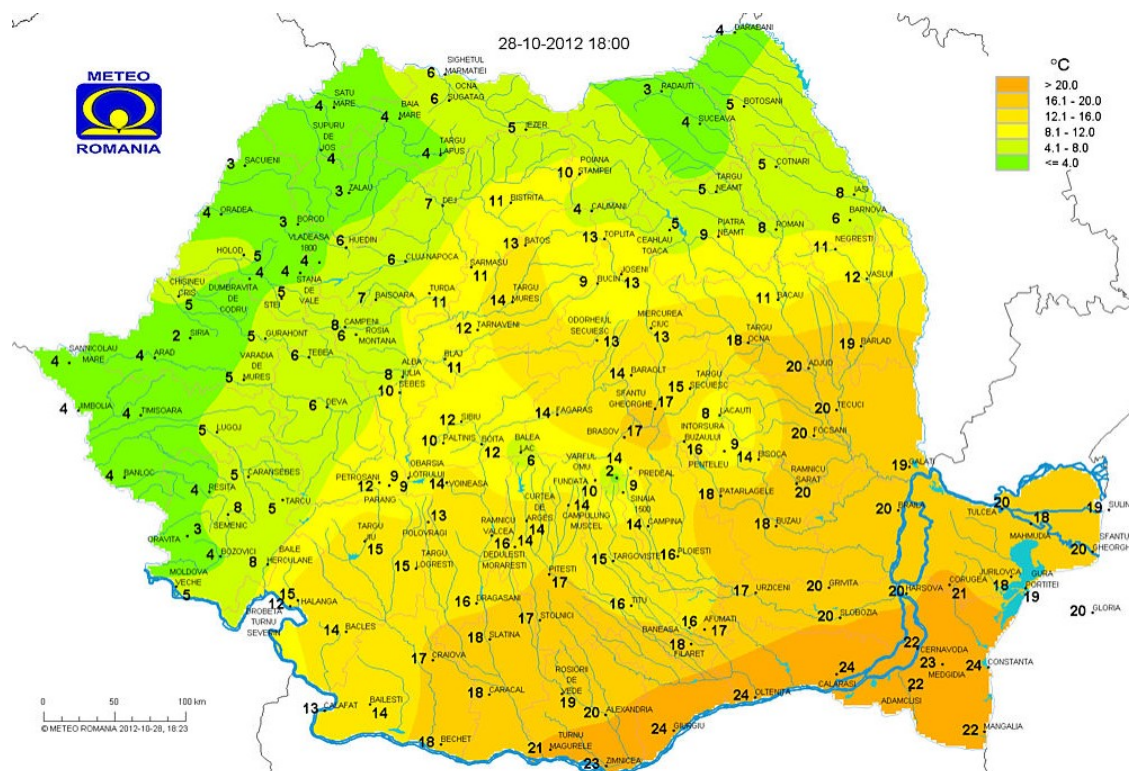 28-10-2012 18:00
METEO
ROMANIA
°C
> 20.0
16.1 - 20.0
12.1 - 16.0
8.1 - 12.0
4.1 - 8.0
<= 4.0
4 DARABANI
6 SIGHETUL
MARMATIEI
6 OCNA
SUGATAG
3 RADAUTI
5 BOTOSANI
4 SATU
MARE
4 BAIA
MARE
5 IEZER
4 SUCEAVA
SUPURU
DE
JOS
4
4 TARGU
LAPUS
3 SACUIENI
10 POIANA
STAMPEI
5 COTNARI
3 ZALAU
7 DEJ
11 BISTRITA
4 CALIMANI
5 TARGU
NEAMT
8 IASI
4 ORADEA
3 BOROD
6 BARNOVA
VLADEASA
1800
4
6 HUEDIN
13 BATOS
13 TOPLITA
5
CEAHLAU
TOACA
9 PIATRA
NEAMT
8 ROMAN
11 NEGRESTI
HOLOD 5
6 CLUJ-NAPOCA
SARMASU
11
9 BUCIN
IOSENI
13
12 VASLUI
4
DUMBRAVITA
DE
CODRU
4
STANA
DE
VALE
CHISINEU
CRIS
5
5
STEI
7 BAISOARA
TURDA
11
14 TARGU
MURES
11 BACAU
2 SIRIA
5 GURAHONT
8 CAMPENI
6 ROSIA
MONTANA
12 TARNAVENI
ODORHEIUL
SECUIESC
13
MIERCUREA
CIUC
13
18 TARGU
OCNA
19 BARLAD
SANNICOLAU
MARE
4
4 ARAD
VARADIA
DE
5 MURES
6 TEBEA
BLAJ
11
8 ALBA
JULIA
10 SEBES
14 BARAOLT
15 TARGU
SECUIESC
20 ADJUD
4 JIMBOLIA
4 TIMISOARA
6 DEVA
12 SIBIU
14 FAGARAS
SFANTU
GHEORGHE
17
8 LACAUTI
20 TECUCI
5 LUGOJ
10 PALTINIS
BOITA
12
BALEA
LAC
6
BRASOV
17
INTORSURA
BUZAULUI
16
9
PENTELEU
14 BISOCA
20 FOCSANI
4 BANLOC
5 CARANSEBES
PETROSANI
12
9
PARANG
OBARSIA
LOTRULUI
9
14 VOINEASA
VARFUL
OMU
2
14
PREDEAL
9
FUNDATA
10
SINAIA
1500
RAMNICU
SARAT
20
19 GALATI
4 RESITA
8
SEMENIC
5
TARCU
13
POLOVRAGI
RAMNICU
VALCEA
16
CURTEA
DE
ARGES
14
14
CAMPULUNG
MUSCEL
14 CAMPINA
18 PATARLAGELE
18 BUZAU
20 BRAILA
TULCEA 20
18
MAHMUDIA
19 SULINA
3
ORAVITA
4 BOZOVICI
8 BAILE
HERCULANE
TARGU
JIU
15
15 TARGU
LOGRESTI
14
DEDULESTI
MORARESTI
15 TARGOVISTE
16 PLOIESTI
SFANTU
20 GHEORGHE
MOLDOVA
VECHE
5
PITESTI
17
17 URZICENI
20 GRIVITA
20 HARSOVA
CORUGEA
21
JURILOVCA
18
GURA
PORTITEI
19
15 HALANGA
12
DROBETA
TURNU
SEVERIN
16 DRAGASANI
17 STOLNICI
16 TITU
20 SLOBOZIA
20 GLORIA
14 BACLES
18 SLATINA
BANEASA
16
AFUMATI
17
FILARET
22
CERNAVODA
17 CRAIOVA
23
MEDGIDIA
24 CONSTANTA
24
CALARASI
13 CALAFAT
BAILESTI
14
18 CARACAL
ROSIORII
DE
VEDE
19
20 ALEXANDRIA
24 OLTENITA
22
ADAMCLISI
18 BECHET
TURNU
21 MAGURELE
24 GIURGIU
22 MANGALIA
23 ZIMNICEA
0 50 100 km
© METEO ROMANIA 2012-10-28, 18:23